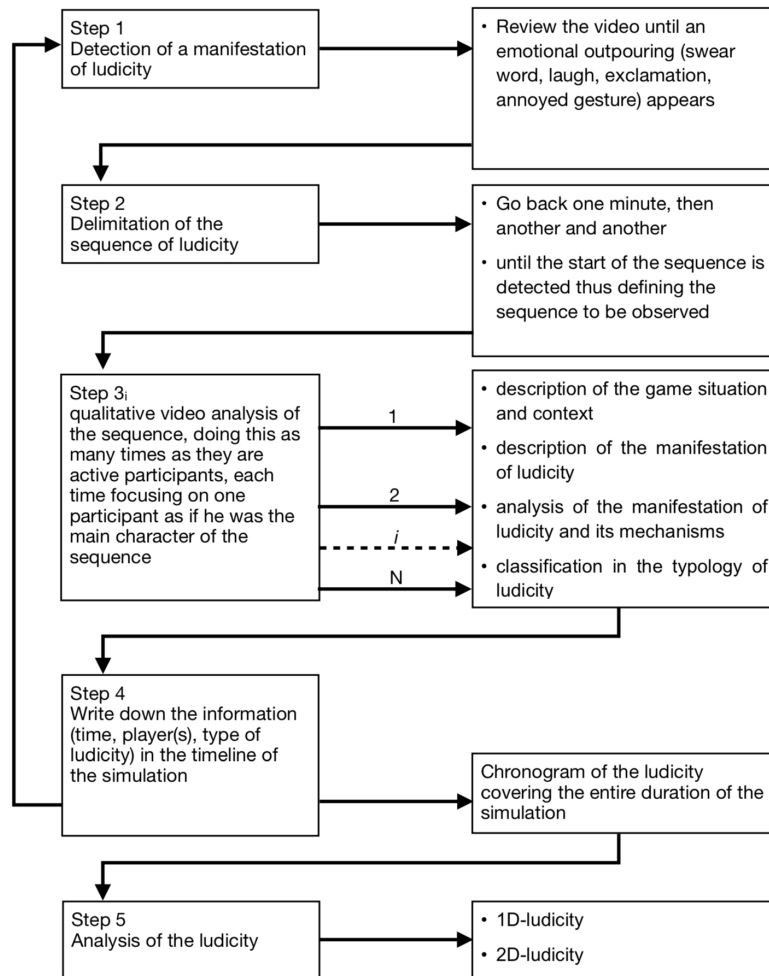 Step 1
Detection of a manifestation
of ludicity
• Review the video until an
emotional outpouring (swear
word, laugh, exclamation,
annoyed gesture) appears
Step 2
Delimitation of the
sequence of ludicity
• Go back one minute, then
another and another
• until the start of the sequence is
detected thus defining the
sequence to be observed
Step 3i
qualitative video analysis of
the sequence, doing this as
many times as they are
active participants, each
time focusing on one
participant as if he was the
main character of the
sequence
1
2
i
N
• description of the game situation
and context
• description of the manifestation
of ludicity
• analysis of the manifestation of
ludicity and its mechanisms
• classification in the typology of
ludicity
Step 4
Write down the information
(time, player(s), type of
ludicity) in the timeline of
the simulation
Chronogram of the ludicity
covering the entire duration of the
simulation
Step 5
Analysis of the ludicity
• 1D-ludicity
• 2D-ludicity